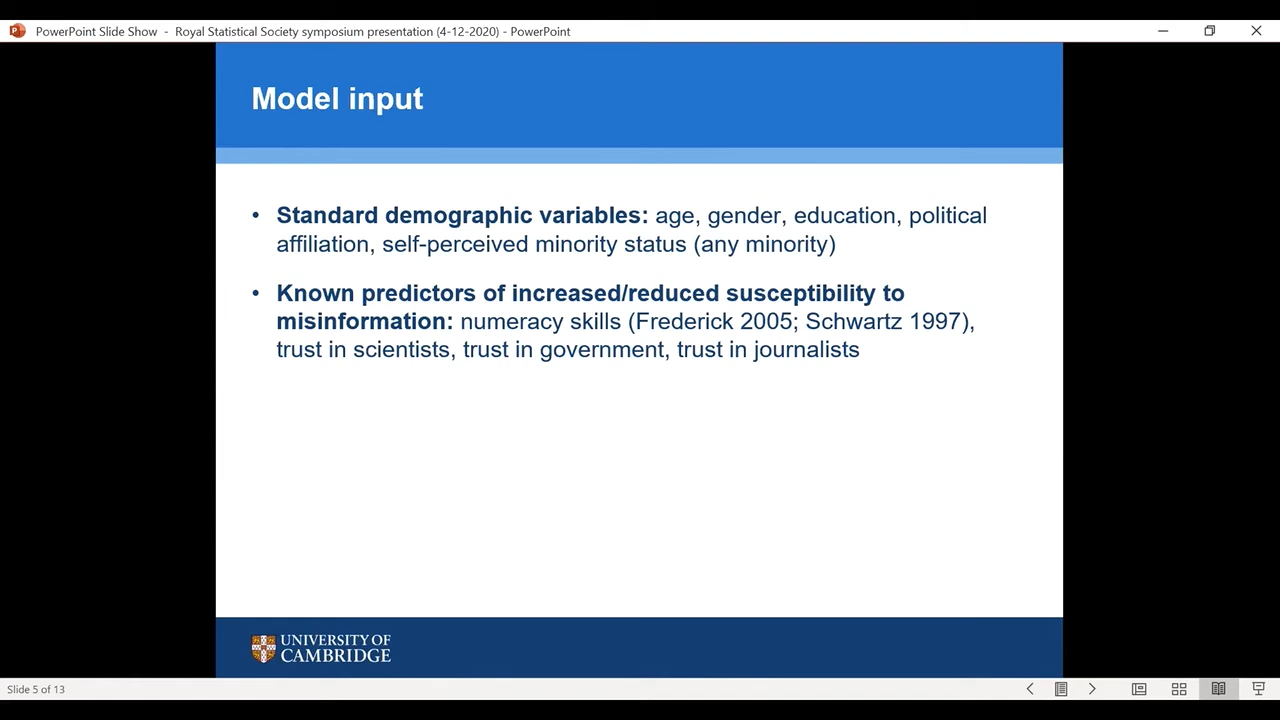 PowerPoint Slide Show - Royal Statistical Society symposium presentation (4-12-2020) - PowerPoint
Model input
• Standard demographic variables: age, gender, education, political
affiliation, self-perceived minority status (any minority)
• Known predictors of increased/reduced susceptibility to
misinformation: numeracy skills (Frederick 2005; Schwartz 1997),
trust in scientists, trust in government, trust in journalists
UNIVERSITY OF
CAMBRIDGE
Slide 5 of 13